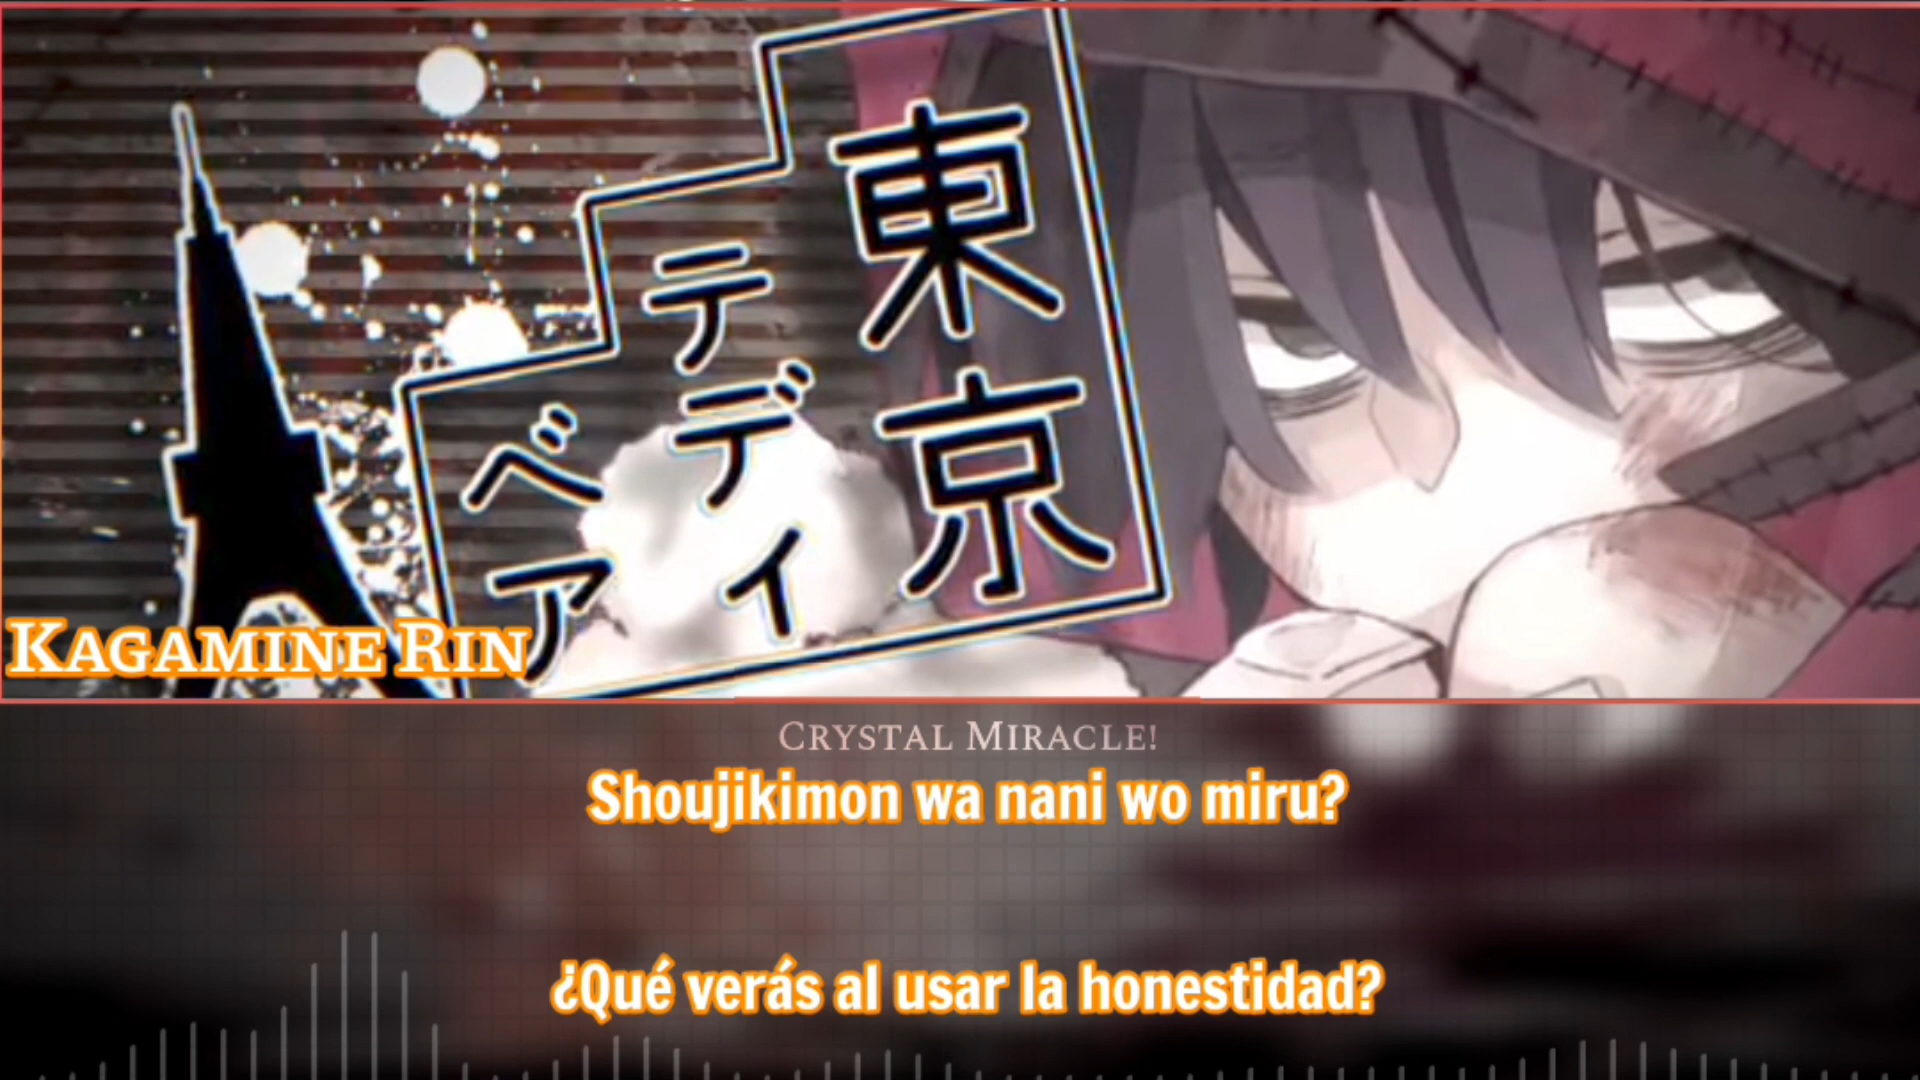 東京
テディ
ベア
KAGAMINE RIN
CRYSTAL MIRACLE!
Shoujikimon wa nani wo miru?
¿Qué verás al usar la honestidad?